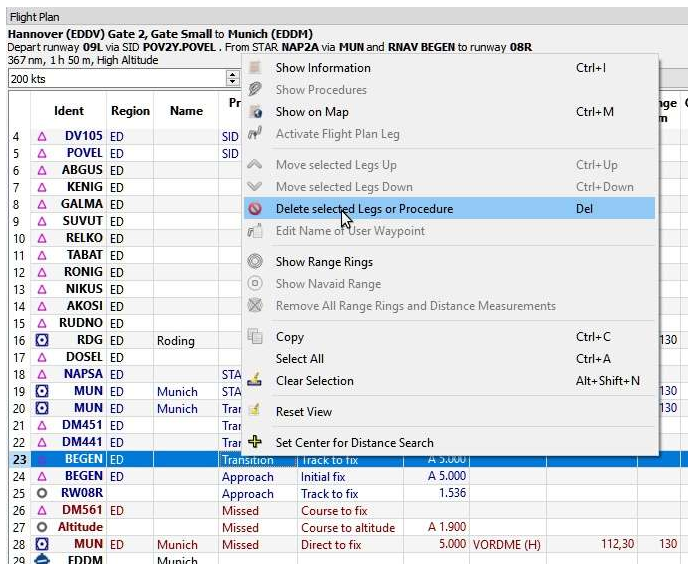 Flight Plan
Hannover (EDDV) Gate 2, Gate Small to Munich (EDDM)
Depart runway 09L via SID POV2Y.POVEL . From STAR NAP2A via MUN and RNAV BEGEN to runway 08R
367 nm, 1 h 50 m, High Altitude
200 kts
Ident Region Name
4 DV105 ED SID
5 POVEL ED SID
6 ABGUS ED
7 KENIG ED
8 GALMA ED
9 SUVUT ED
10 RELKO ED
11 TABAT ED
12 RONIG ED
13 NIKUS ED
14 AKOSI ED
15 RUDNO ED
16 RDG ED Roding 130
17 DOSEL ED
18 NAPSA ED STA
19 MUN ED Munich STA 130
20 MUN ED Munich Trar 130
21 DM451 ED
22 DM441 ED
23 BEGEN ED Transition Track to fix A 5.000
24 BEGEN ED Approach Initial fix A 5.000
25 RW08R Approach Track to fix 1.536
26 DM561 ED Missed Course to fix
27 Altitude Missed Course to altitude A 1.900
28 MUN ED Munich Missed Direct to fix 5.000 VORDME (H) 112,30 130
29 EDDM Munich
Show Information Ctrl+I
Show Procedures
Show on Map Ctrl+M
Activate Flight Plan Leg
Move selected Legs Up Ctrl+Up
Move selected Legs Down Ctrl+Down
Delete selected Legs or Procedure Del
Edit Name of User Waypoint
Show Range Rings
Show Navaid Range
Remove All Range Rings and Distance Measurements
Copy Ctrl+C
Select All Ctrl+A
Clear Selection Alt+Shift+N
Reset View
Set Center for Distance Search